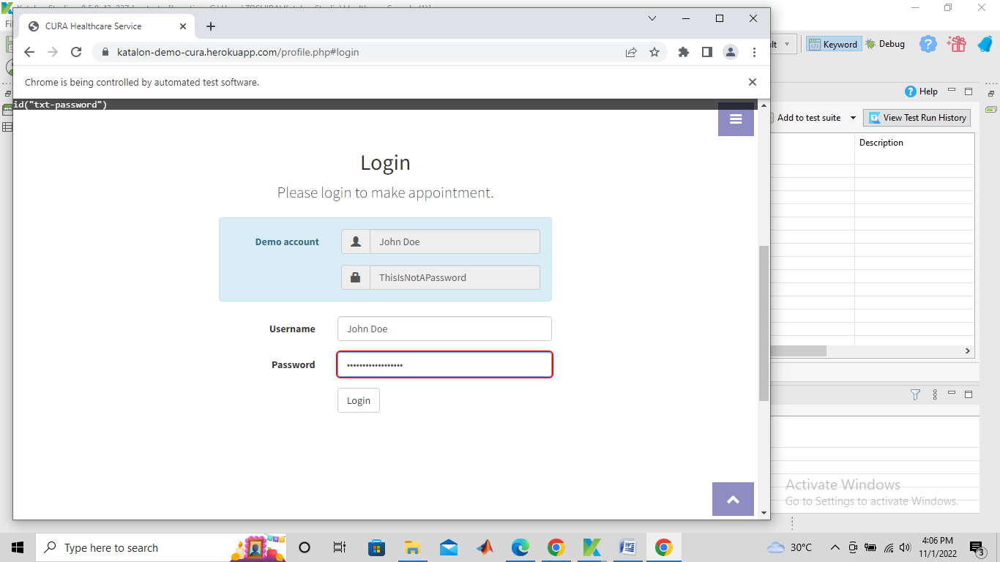 CURA Healthcare Service
katalon-demo-cura.herokuapp.com/profile.php#login
Chrome is being controlled by automated test software.
id("txt-password")
Login
Please login to make appointment.
Demo account
John Doe
ThisIsNotAPassword
Username
John Doe
Password
••••••••••••••••••
Login
Keyword
Debug
Help
Add to test suite
View Test Run History
Description
Activate Windows
Go to Settings to activate Windows.
Type here to search
30°C
4:06 PM
11/1/2022
3